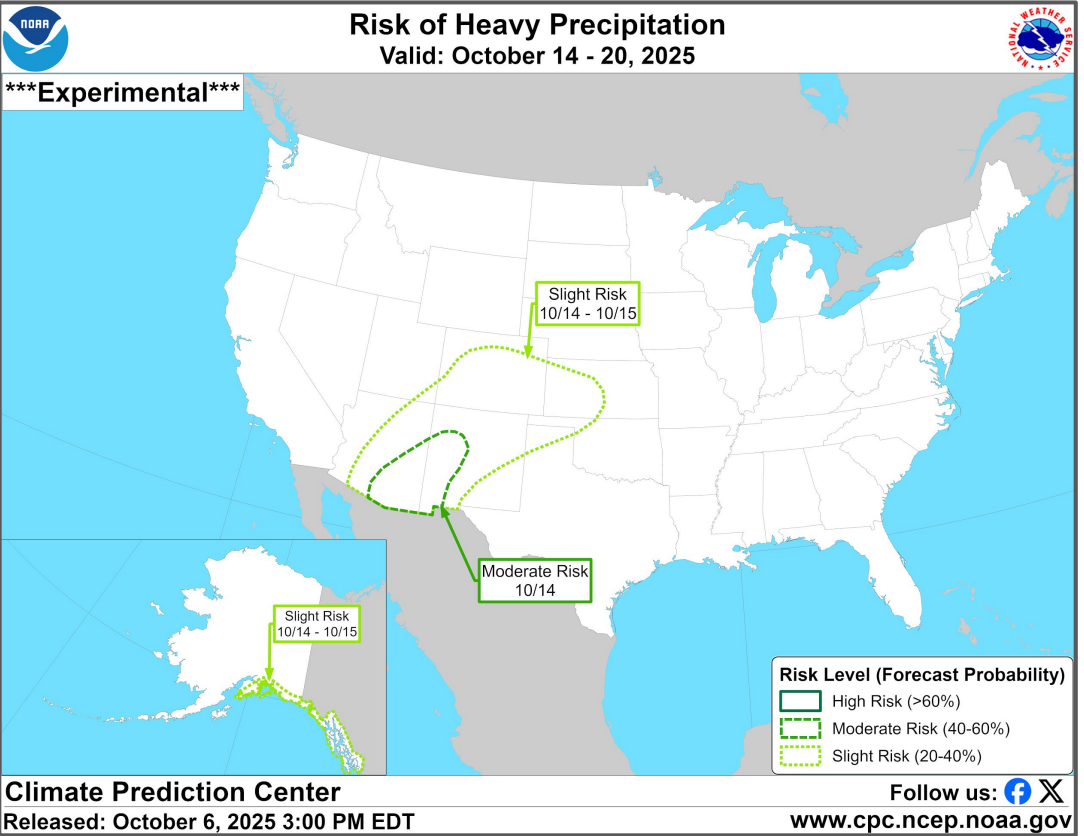 NOAA
Risk of Heavy Precipitation
Valid: October 14 - 20, 2025
NATIONAL WEATHER SERVICE
***Experimental***
Slight Risk
10/14 - 10/15
Moderate Risk
10/14
Slight Risk
10/14 - 10/15
Risk Level (Forecast Probability)
High Risk (>60%)
Moderate Risk (40-60%)
Slight Risk (20-40%)
Climate Prediction Center
Follow us:
Released: October 6, 2025 3:00 PM EDT
www.cpc.ncep.noaa.gov